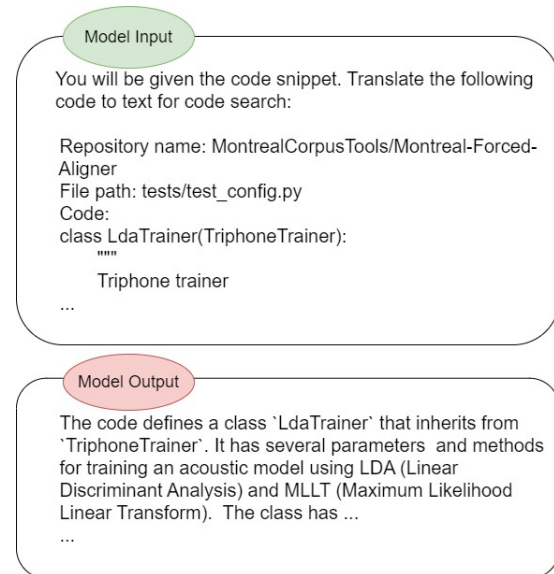 Model Input
You will be given the code snippet. Translate the following
code to text for code search:
Repository name: MontrealCorpusTools/Montreal-Forced-
Aligner
File path: tests/test_config.py
Code:
class LdaTrainer(TriphoneTrainer):
"""
Triphone trainer
...
Model Output
The code defines a class `LdaTrainer` that inherits from
`TriphoneTrainer`. It has several parameters and methods
for training an acoustic model using LDA (Linear
Discriminant Analysis) and MLLT (Maximum Likelihood
Linear Transform). The class has ...
...